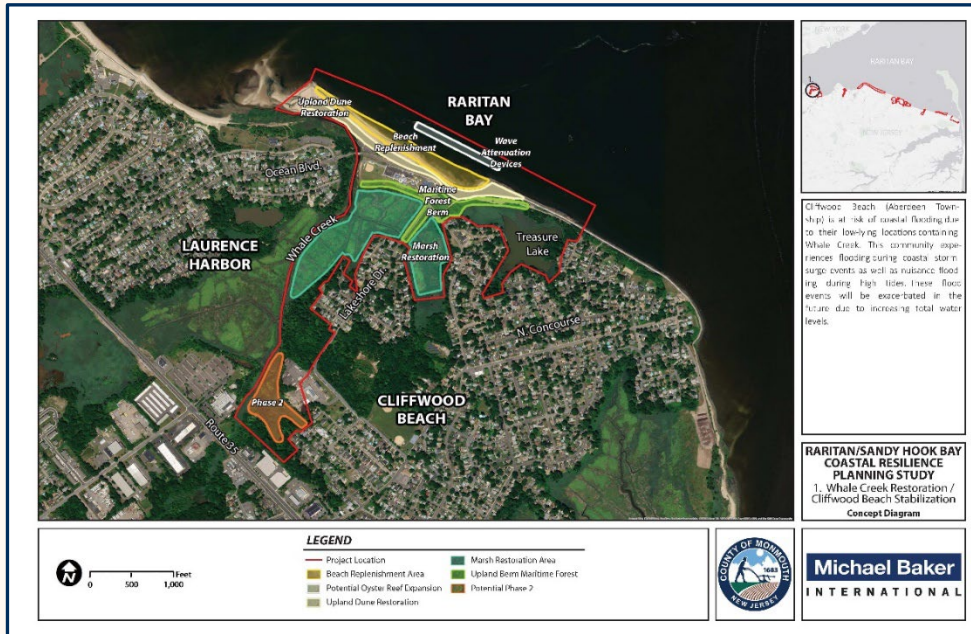 RARITAN
BAY
Upland Dune
Restoration
Beach
Replenishment
Wave
Attenuation
Devices
Ocean Blvd
Maritime
Forest
Berm
Whale Creek
LAURENCE
HARBOR
Marsh
Restoration
Treasure
Lake
Lakeshore Dr.
N. Concourse
Phase 2
CLIFFWOOD
BEACH
Route 35
NEW YORK
RARITAN BAY
NEW JERSEY
Cliffwood Beach (Aberdeen Town-
ship) is at risk of coastal flooding due
to their low-lying locations containing
Whale Creek. This community expe-
riences flooding during coastal storm
surge events as well as nuisance flood-
ing during high tides. These flood
events will be exacerbated in the
future due to increasing total water
levels.
RARITAN/SANDY HOOK BAY
COASTAL RESILIENCE
PLANNING STUDY
1. Whale Creek Restoration /
Cliffwood Beach Stabilization
Concept Diagram
N
0 500 1,000 Feet
LEGEND
Project Location
Beach Replenishment Area
Potential Oyster Reef Expansion
Upland Dune Restoration
Marsh Restoration Area
Upland Berm Maritime Forest
Potential Phase 2
COUNTY OF MONMOUTH
1683
NEW JERSEY
Michael Baker
INTERNATIONAL